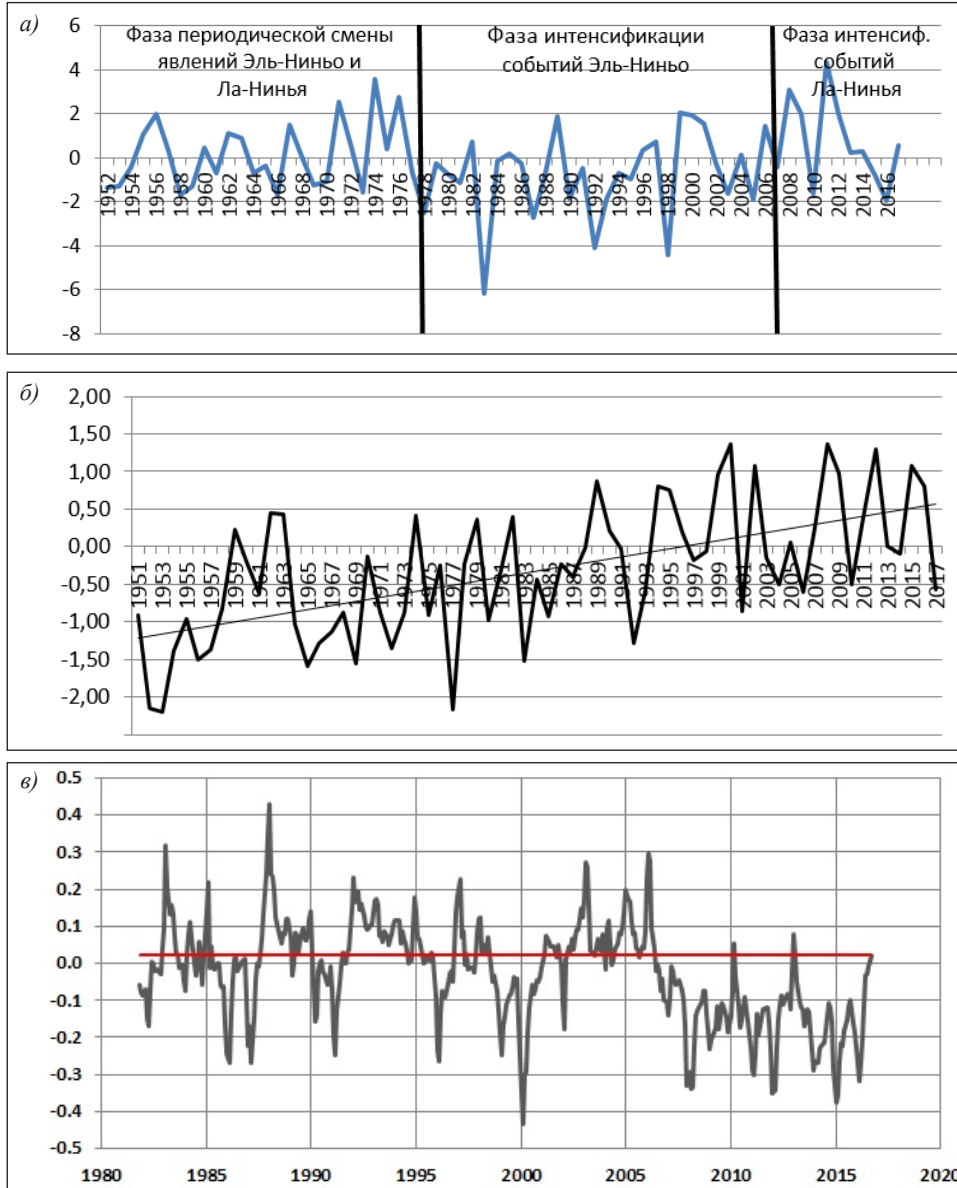 а)
6
4
2
0
-2
-4
-6
-8
Фаза периодической смены
явлений Эль-Ниньо и
Ла-Нинья
Фаза интенсификации
событий Эль-Ниньо
Фаза интенсиф.
событий
Ла-Нинья
1952 1954 1956 1958 1960 1962 1964 1966 1968 1970 1972 1974 1976 1978 1980 1982 1984 1986 1988 1990 1992 1994 1996 1998 2000 2002 2004 2006 2008 2010 2012 2014 2016
б)
2,00
1,50
1,00
0,50
0,00
-0,50
-1,00
-1,50
-2,00
1951 1953 1955 1957 1959 1961 1963 1965 1967 1969 1971 1973 1975 1977 1979 1981 1983 1985 1987 1989 1991 1993 1995 1997 1999 2001 2003 2005 2007 2009 2011 2013 2015 2017
в)
0.5
0.4
0.3
0.2
0.1
0.0
-0.1
-0.2
-0.3
-0.4
-0.5
1980 1985 1990 1995 2000 2005 2010 2015 2020